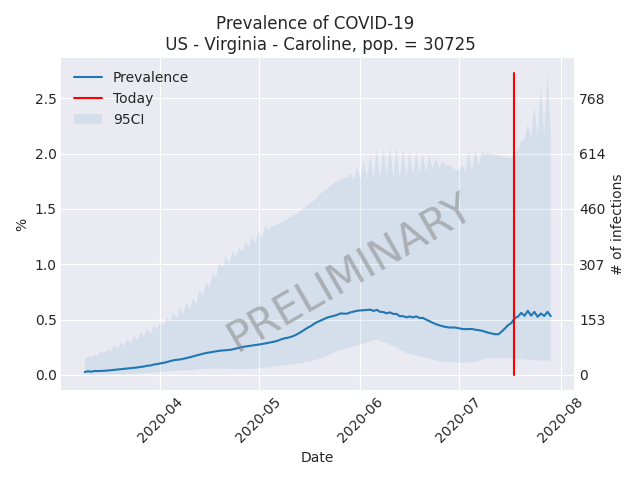 Prevalence of COVID-19
US - Virginia - Caroline, pop. = 30725
Prevalence
Today
95CI
2.5
2.0
1.5
1.0
0.5
0.0
%
768
614
460
307
153
0
# of infections
PRELIMINARY
2020-04
2020-05
2020-06
2020-07
2020-08
Date